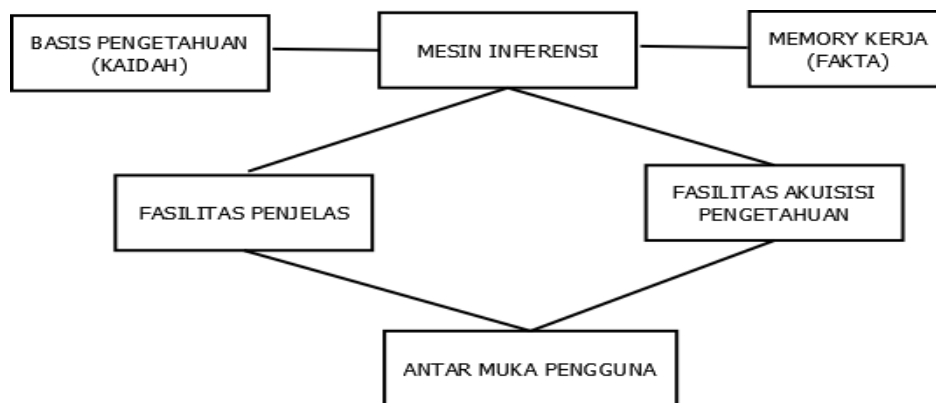 BASIS PENGETAHUAN
(KAIDAH)
MESIN INFERENSI
MEMORY KERJA
(FAKTA)
FASILITAS PENJELAS
FASILITAS AKUISISI
PENGETAHUAN
ANTAR MUKA PENGGUNA